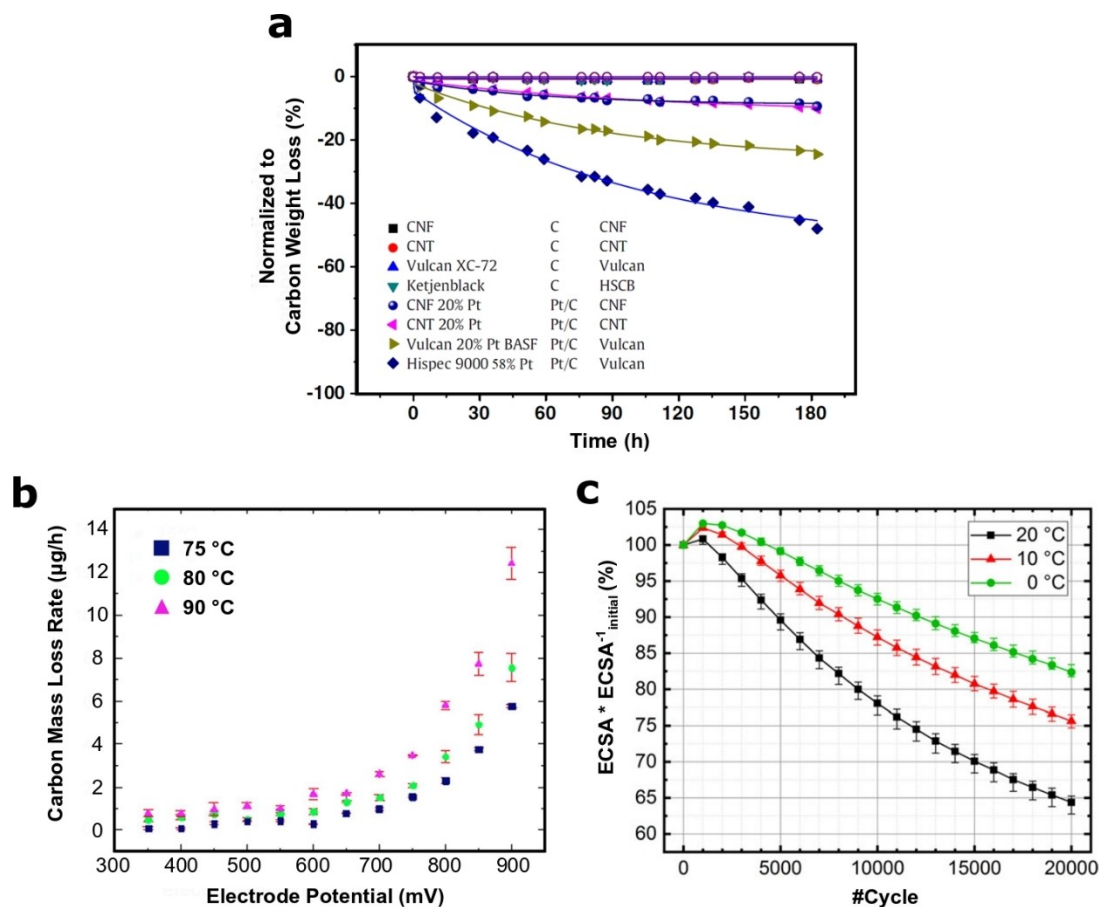 a
Normalized to
Carbon Weight Loss (%)
0
-20
-40
-60
-80
-100
CNF C CNF
CNT C CNT
Vulcan XC-72 C Vulcan
Ketjenblack C HSCB
CNF 20% Pt Pt/C CNF
CNT 20% Pt Pt/C CNT
Vulcan 20% Pt BASF Pt/C Vulcan
Hispec 9000 58% Pt Pt/C Vulcan
0 30 60 90 120 150 180
Time (h)
b
Carbon Mass Loss Rate (µg/h)
14
12
10
8
6
4
2
0
75 °C
80 °C
90 °C
300 400 500 600 700 800 900
Electrode Potential (mV)
c
ECSA * ECSA⁻¹initial (%)
105
100
95
90
85
80
75
70
65
60
20 °C
10 °C
0 °C
0 5000 10000 15000 20000
#Cycle